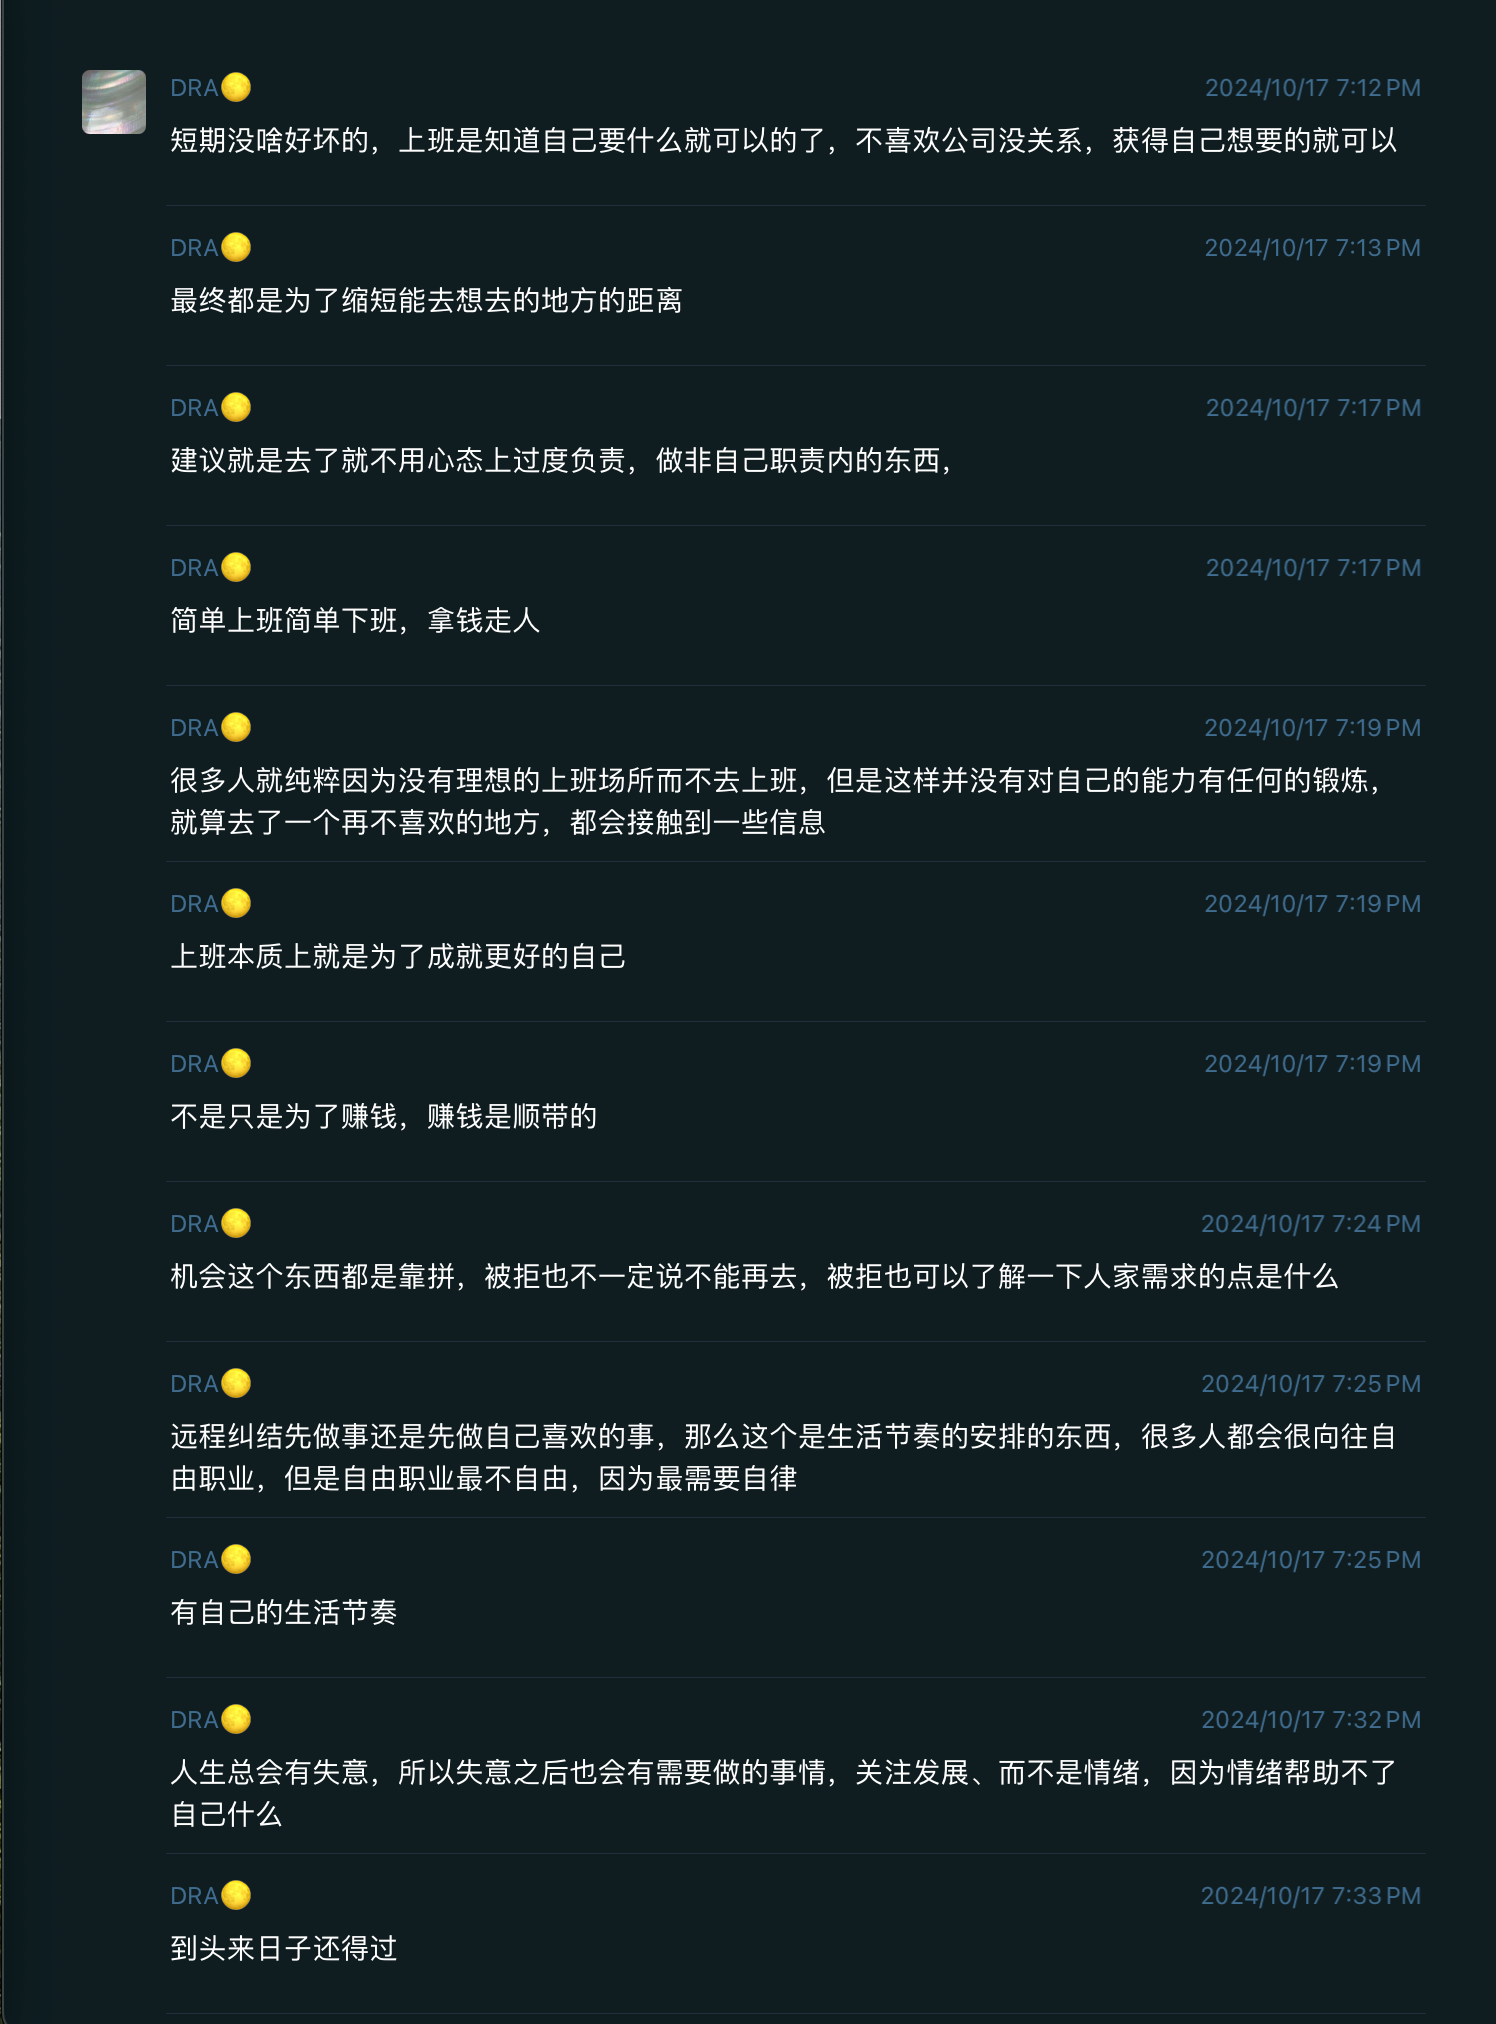 DRA🌕 2024/10/17 7:12 PM
短期没啥好坏的，上班是知道自己要什么就可以的了，不喜欢公司没关系，获得自己想要的就可以
DRA🌕 2024/10/17 7:13 PM
最终都是为了缩短能去想去的地方的距离
DRA🌕 2024/10/17 7:17 PM
建议就是去了就不用心态上过度负责，做非自己职责内的东西，
DRA🌕 2024/10/17 7:17 PM
简单上班简单下班，拿钱走人
DRA🌕 2024/10/17 7:19 PM
很多人就纯粹因为没有理想的上班场所而不去上班，但是这样并没有对自己的能力有任何的锻炼，
就算去了一个再不喜欢的地方，都会接触到一些信息
DRA🌕 2024/10/17 7:19 PM
上班本质上就是为了成就更好的自己
DRA🌕 2024/10/17 7:19 PM
不是只是为了赚钱，赚钱是顺带的
DRA🌕 2024/10/17 7:24 PM
机会这个东西都是靠拼，被拒也不一定说不能再去，被拒也可以了解一下人家需求的点是什么
DRA🌕 2024/10/17 7:25 PM
远程纠结先做事还是先做自己喜欢的事，那么这个是生活节奏的安排的东西，很多人都会很向往自
由职业，但是自由职业最不自由，因为最需要自律
DRA🌕 2024/10/17 7:25 PM
有自己的生活节奏
DRA🌕 2024/10/17 7:32 PM
人生总会有失意，所以失意之后也会有需要做的事情，关注发展、而不是情绪，因为情绪帮助不了
自己什么
DRA🌕 2024/10/17 7:33 PM
到头来日子还得过